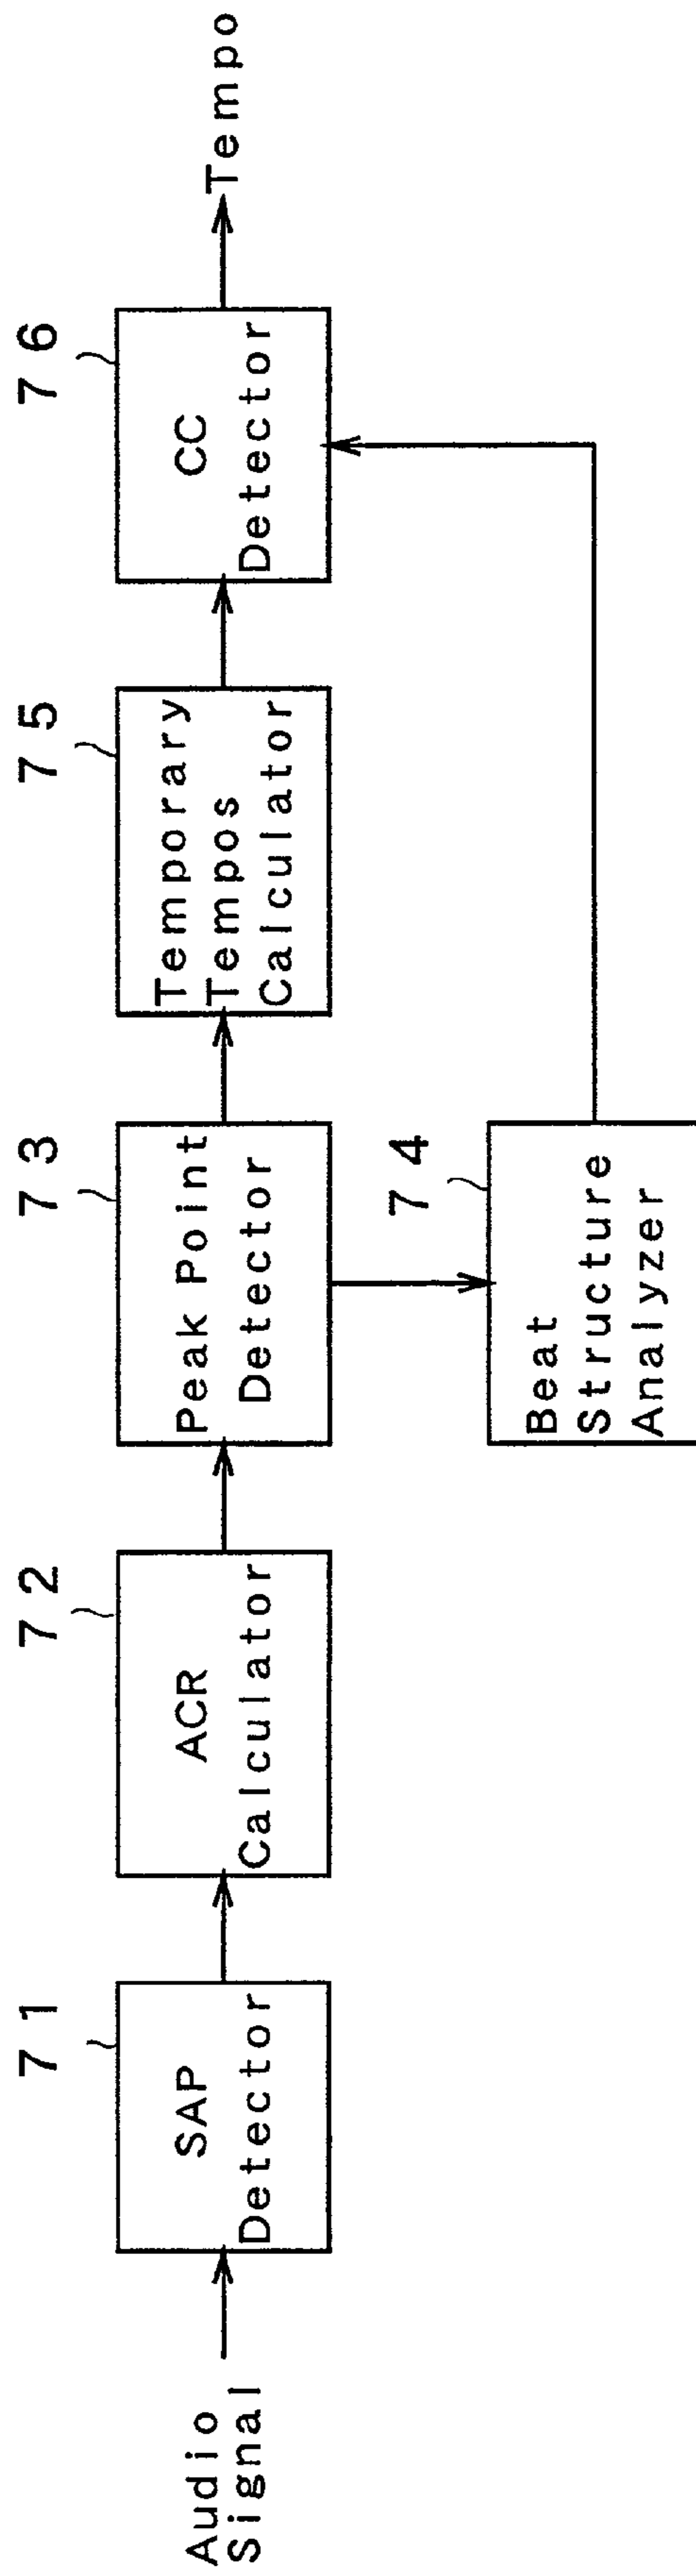 Audio
Signal
71
SAP
Detector
72
ACR
Calculator
73
Peak Point
Detector
74
Beat
Structure
Analyzer
75
Temporary
Tempos
Calculator
76
CC
Detector
Tempo